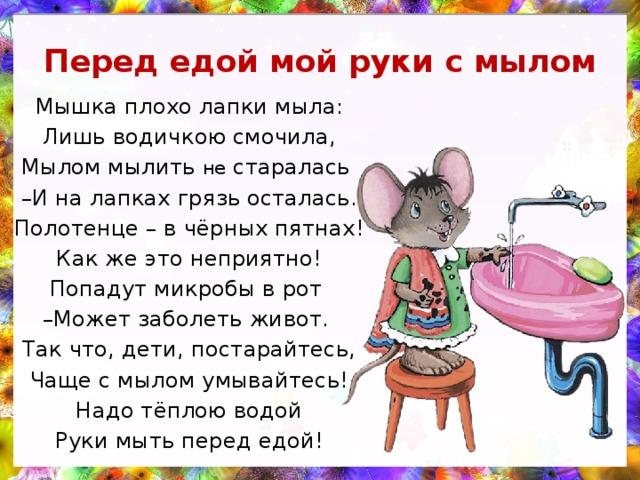 Перед едой мой руки с мылом
Мышка плохо лапки мыла:
Лишь водичкою смочила,
Мылом мылить не старалась
–И на лапках грязь осталась.
Полотенце – в чёрных пятнах!
Как же это неприятно!
Попадут микробы в рот
–Может заболеть живот.
Так что, дети, постарайтесь,
Чаще с мылом умывайтесь!
Надо тёплою водой
Руки мыть перед едой!